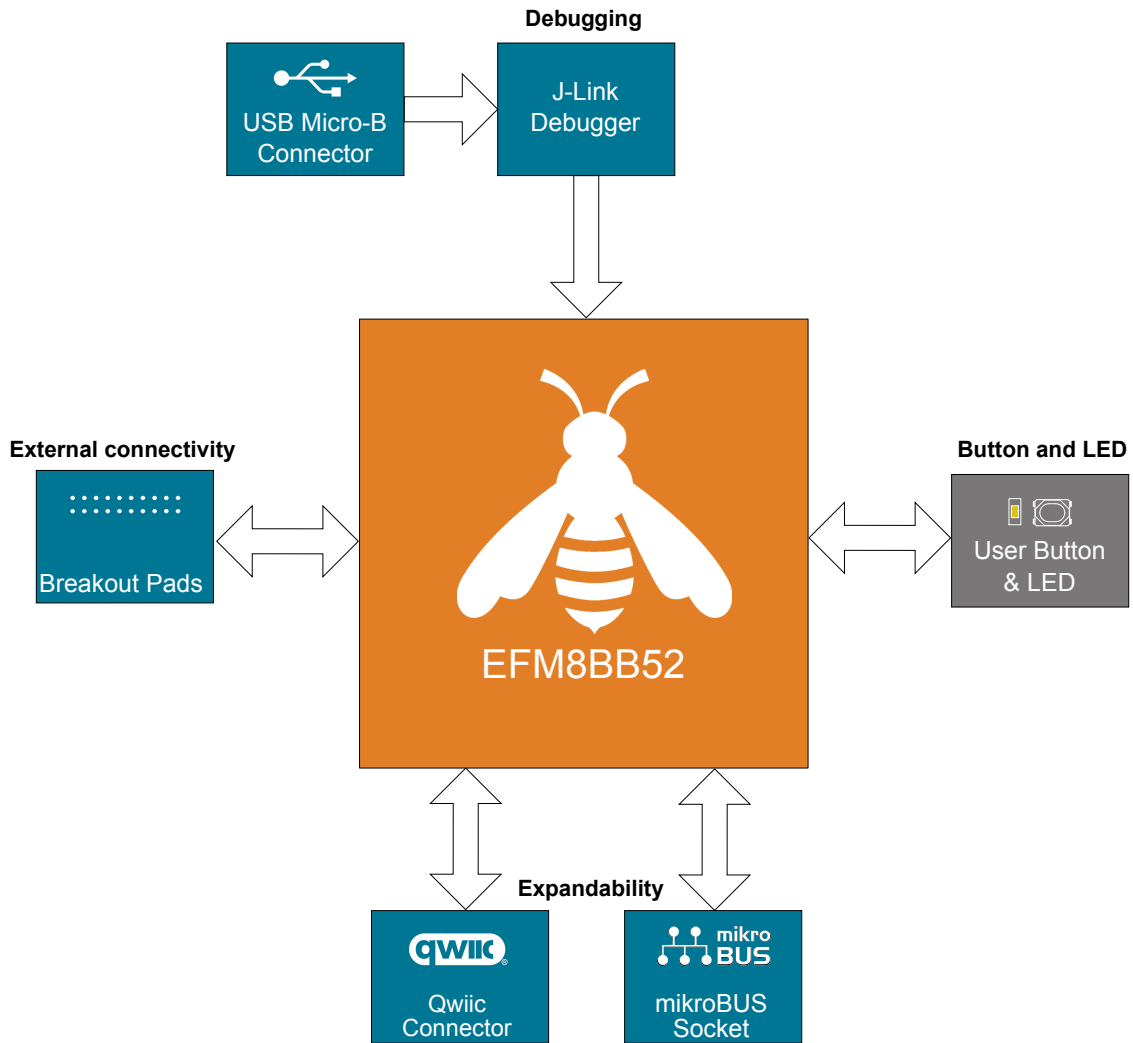 Debugging
USB Micro-B
Connector
J-Link
Debugger
External connectivity
Breakout Pads
EFM8BB52
Button and LED
User Button
& LED
Expandability
qwiic®
Qwiic
Connector
mikro
BUS
mikroBUS
Socket